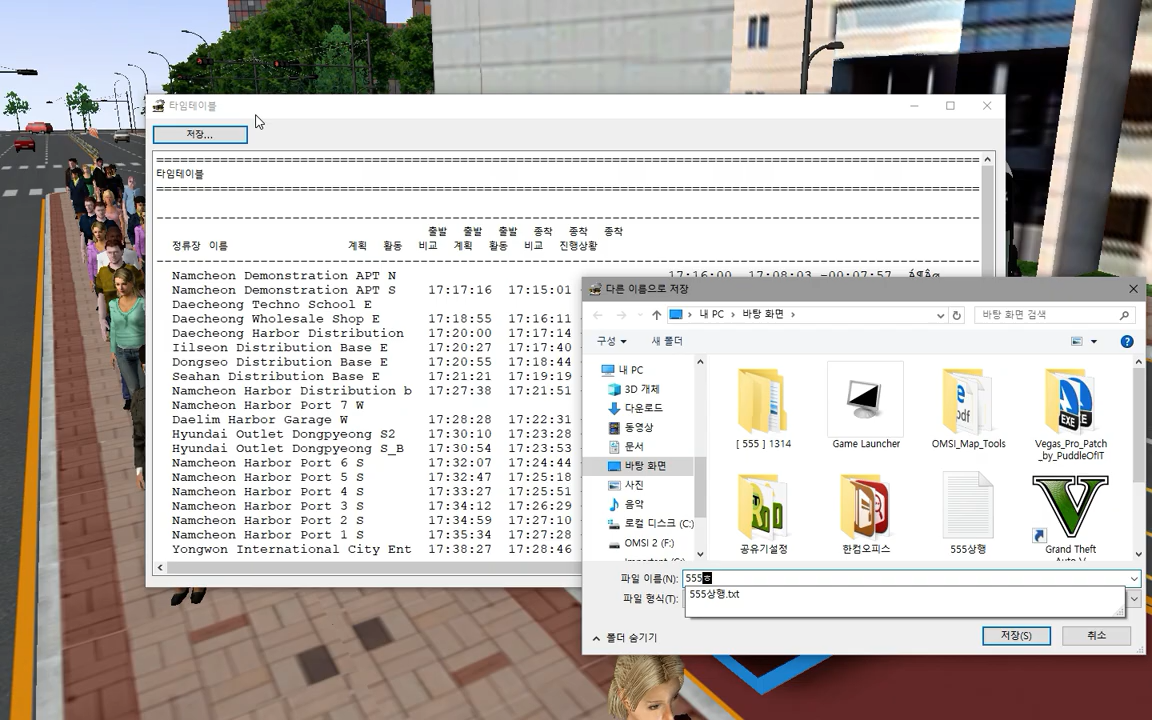 타임테이블
저장...
================================================================================
타임테이블
================================================================================
--------------------------------------------------------------------------------
출발 출발 출발 종착 종착 종착
정류장 이름 계획 활동 비교 계획 활동 비교 진행상황
--------------------------------------------------------------------------------
Namcheon Demonstration APT N 17:16:00 17:08:03 -00:07:57 Á¶Âø
Namcheon Demonstration APT S 17:17:16 17:15:01
Daecheong Techno School E
Daecheong Wholesale Shop E 17:18:55 17:16:11
Daecheong Harbor Distribution 17:20:00 17:17:14
Iilseon Distribution Base E 17:20:27 17:17:40
Dongseo Distribution Base E 17:20:55 17:18:44
Seahan Distribution Base E 17:21:21 17:19:19
Namcheon Harbor Distribution b 17:27:38 17:21:51
Namcheon Harbor Port 7 W
Daelim Harbor Garage W 17:28:28 17:22:31
Hyundai Outlet Dongpyeong S2 17:30:10 17:23:28
Hyundai Outlet Dongpyeong S_B 17:30:54 17:23:53
Namcheon Harbor Port 6 S 17:32:07 17:24:44
Namcheon Harbor Port 5 S 17:32:47 17:25:18
Namcheon Harbor Port 4 S 17:33:27 17:25:51
Namcheon Harbor Port 3 S 17:34:12 17:26:29
Namcheon Harbor Port 2 S 17:34:59 17:27:10
Namcheon Harbor Port 1 S 17:35:34 17:27:28
Yongwon International City Ent 17:38:27 17:28:46
다른 이름으로 저장
내 PC › 바탕 화면 ›
바탕 화면 검색
구성 새 폴더
내 PC
3D 개체
다운로드
동영상
문서
바탕 화면
사진
음악
로컬 디스크 (C:)
OMSI 2 (F:)
[ 555 ] 1314
Game Launcher
OMSI_Map_Tools
Vegas_Pro_Patch
_by_PuddleOfIT
공유기설정
한컴오피스
555상행
Grand Theft
파일 이름(N): 555ㅎ
555상행.txt
파일 형식(T):
폴더 숨기기
저장(S)
취소